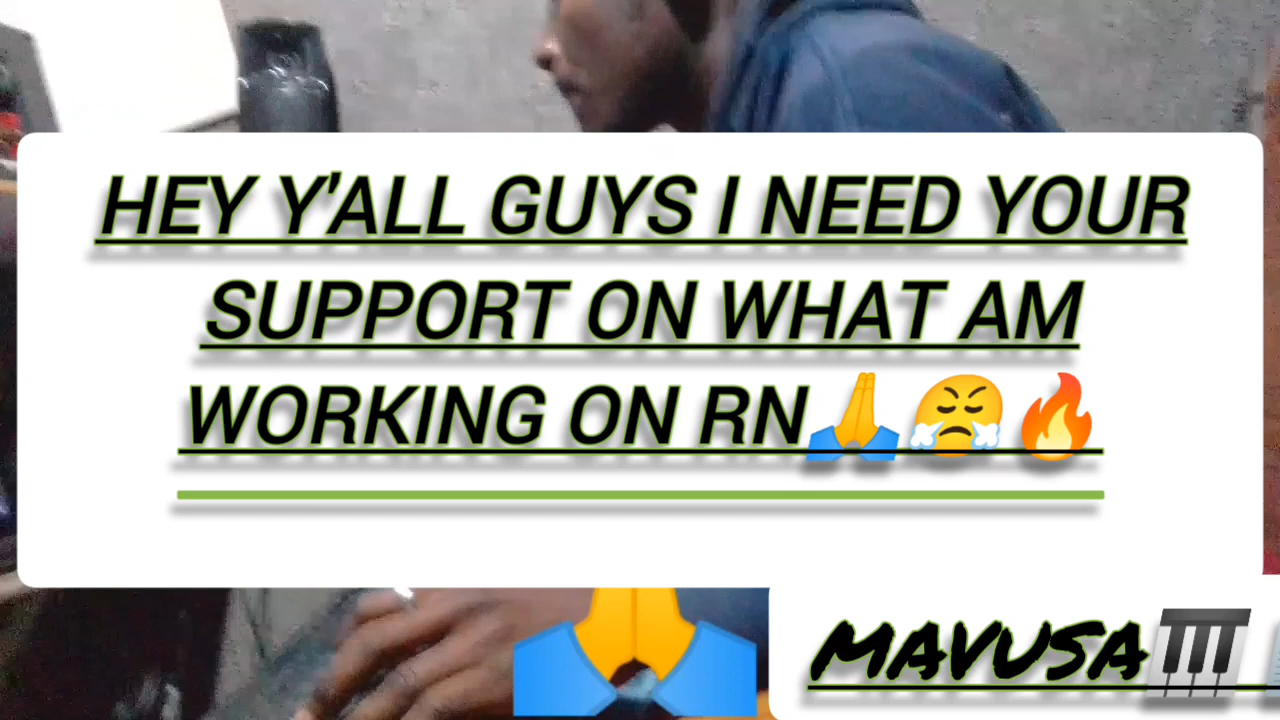 HEY Y'ALL GUYS I NEED YOUR
SUPPORT ON WHAT AM
WORKING ON RN🙏😤🔥
MAVUSA🎹